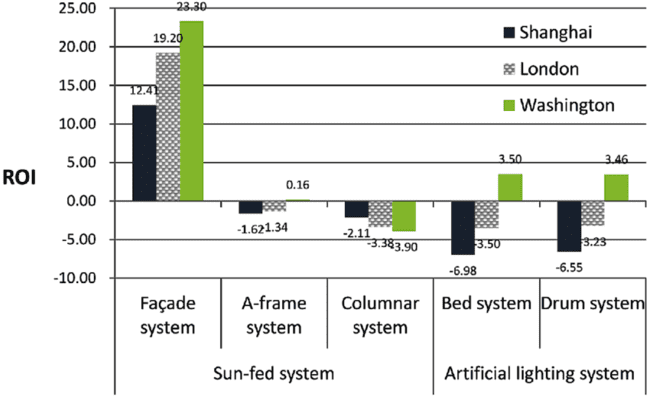 25.00
20.00
15.00
10.00
5.00
0.00
-5.00
-10.00
ROI
Shanghai
London
Washington
12.41
19.20
23.30
-1.62
-1.34
0.16
-2.11
-3.38
-3.90
-6.98
-3.50
3.50
-6.55
-3.23
3.46
Façade
system
A-frame
system
Columnar
system
Bed system
Drum system
Sun-fed system
Artificial lighting system